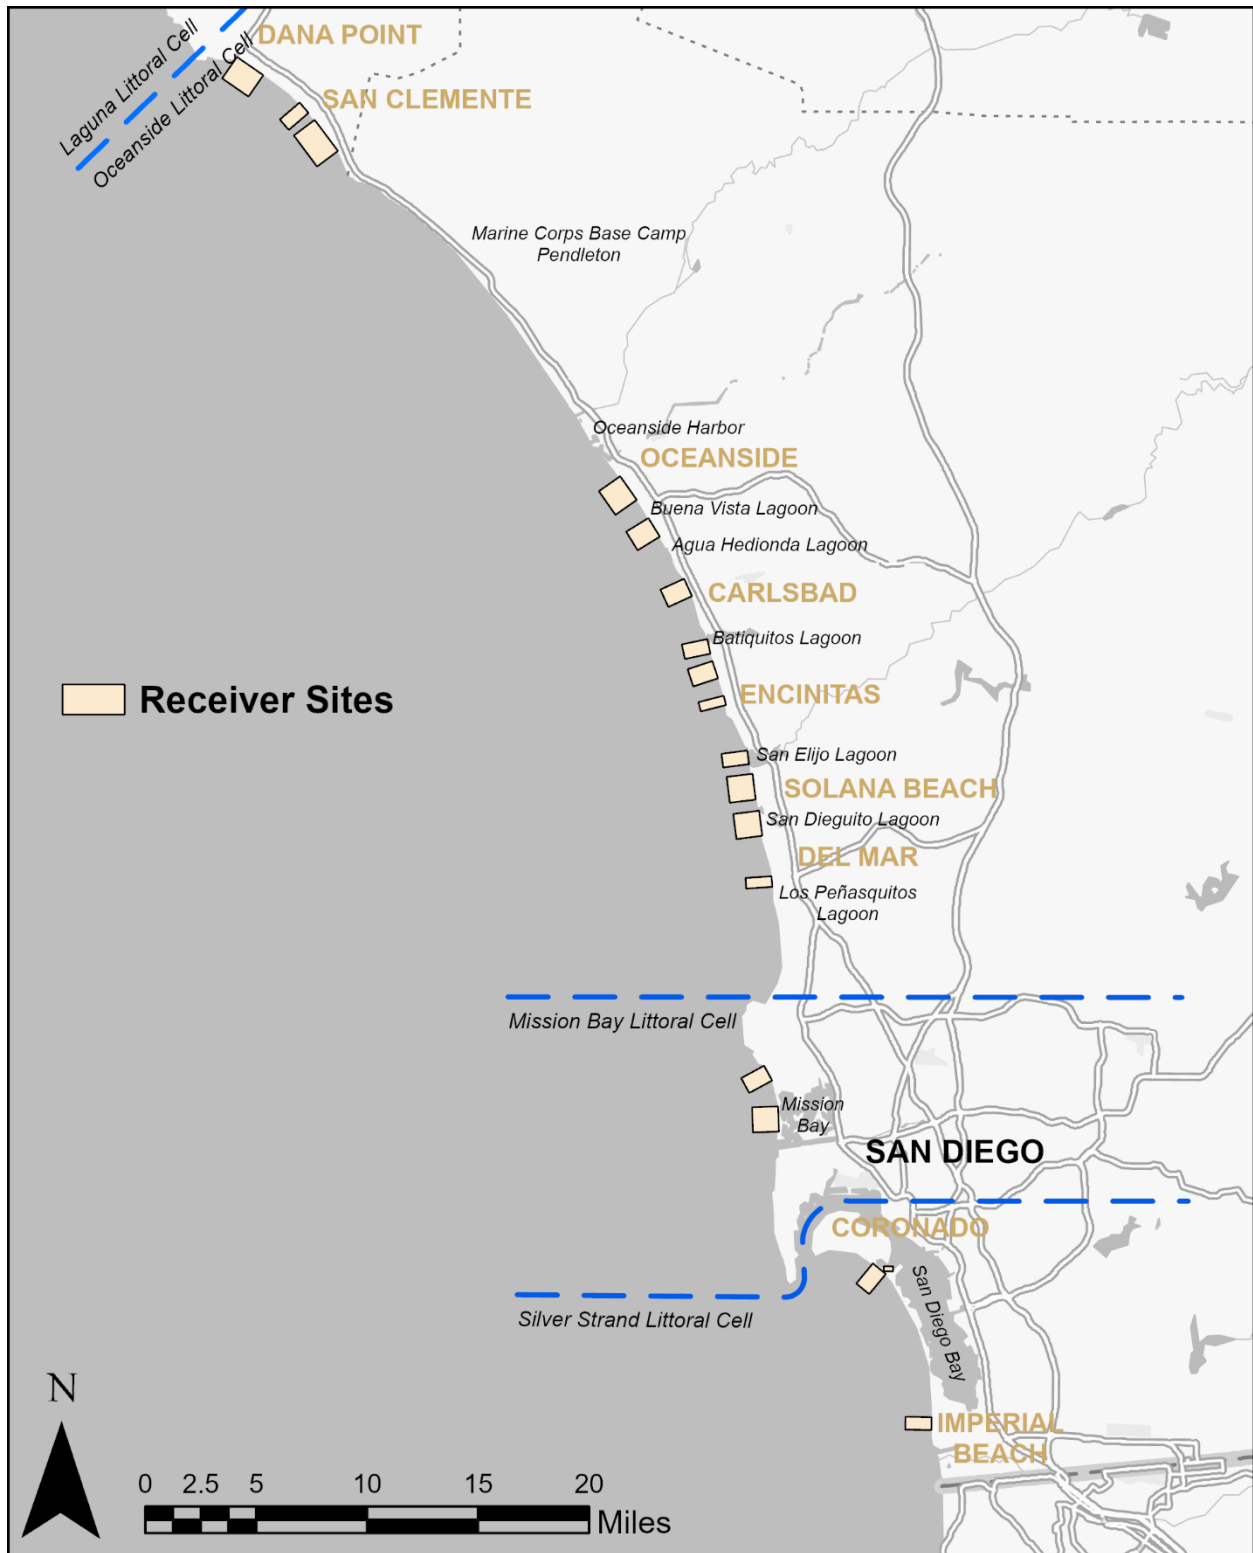 DANA POINT
Laguna Littoral Cell
Oceanside Littoral Cell
SAN CLEMENTE
Marine Corps Base Camp
Pendleton
Oceanside Harbor
OCEANSIDE
Buena Vista Lagoon
Agua Hedionda Lagoon
CARLSBAD
Batiquitos Lagoon
Receiver Sites
ENCINITAS
San Elijo Lagoon
SOLANA BEACH
San Dieguito Lagoon
DEL MAR
Los Peñasquitos
Lagoon
Mission Bay Littoral Cell
Mission
Bay
SAN DIEGO
CORONADO
San Diego Bay
Silver Strand Littoral Cell
IMPERIAL
BEACH
N
0 2.5 5 10 15 20
Miles